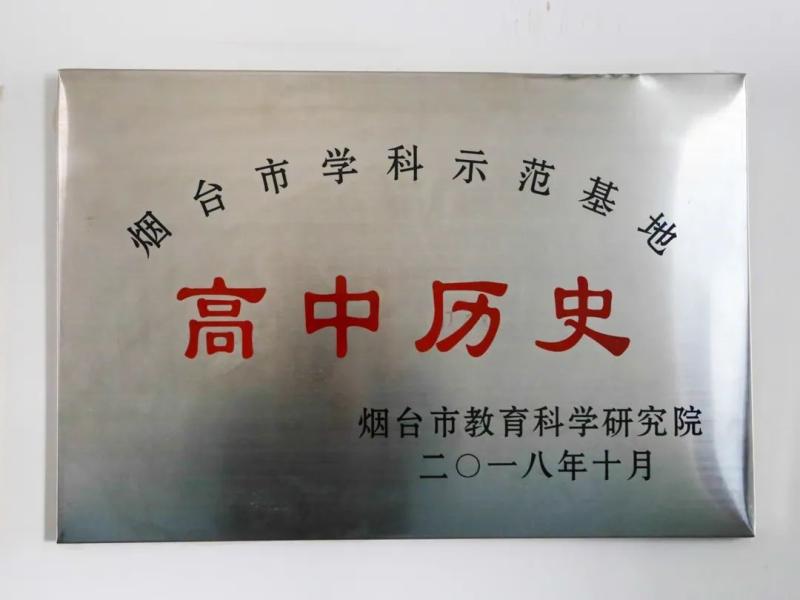 烟台市学科示范基地
高中历史
烟台市教育科学研究院
二〇一八年十月